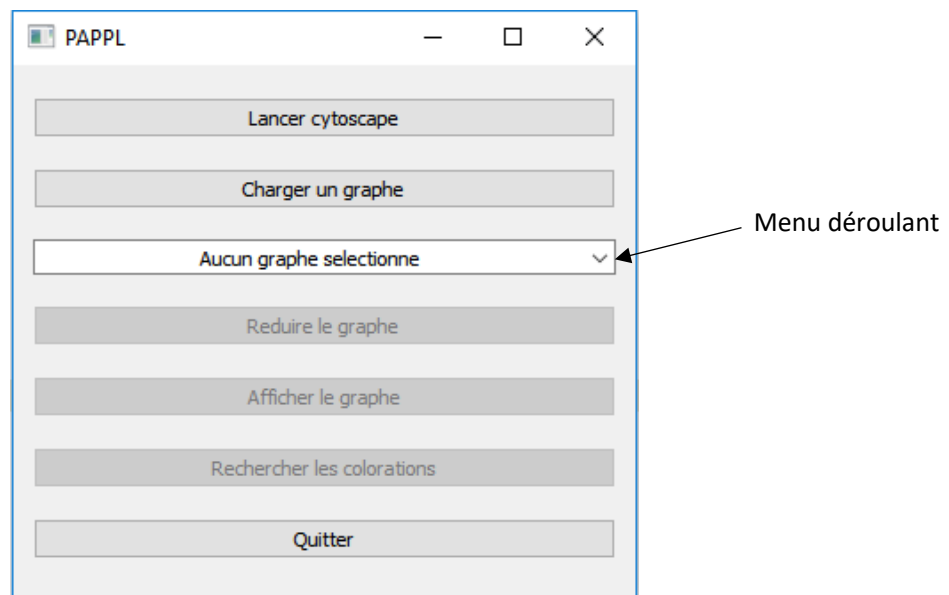 PAPPL
Lancer cytoscape
Charger un graphe
Menu déroulant
Aucun graphe selectionne
Reduire le graphe
Afficher le graphe
Rechercher les colorations
Quitter